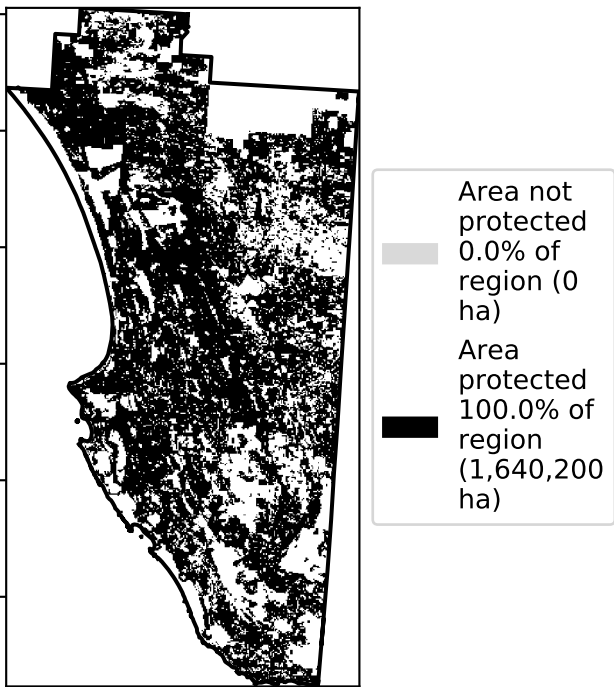 Area not
protected
0.0% of
region (0
ha)
Area
protected
100.0% of
region
(1,640,200
ha)